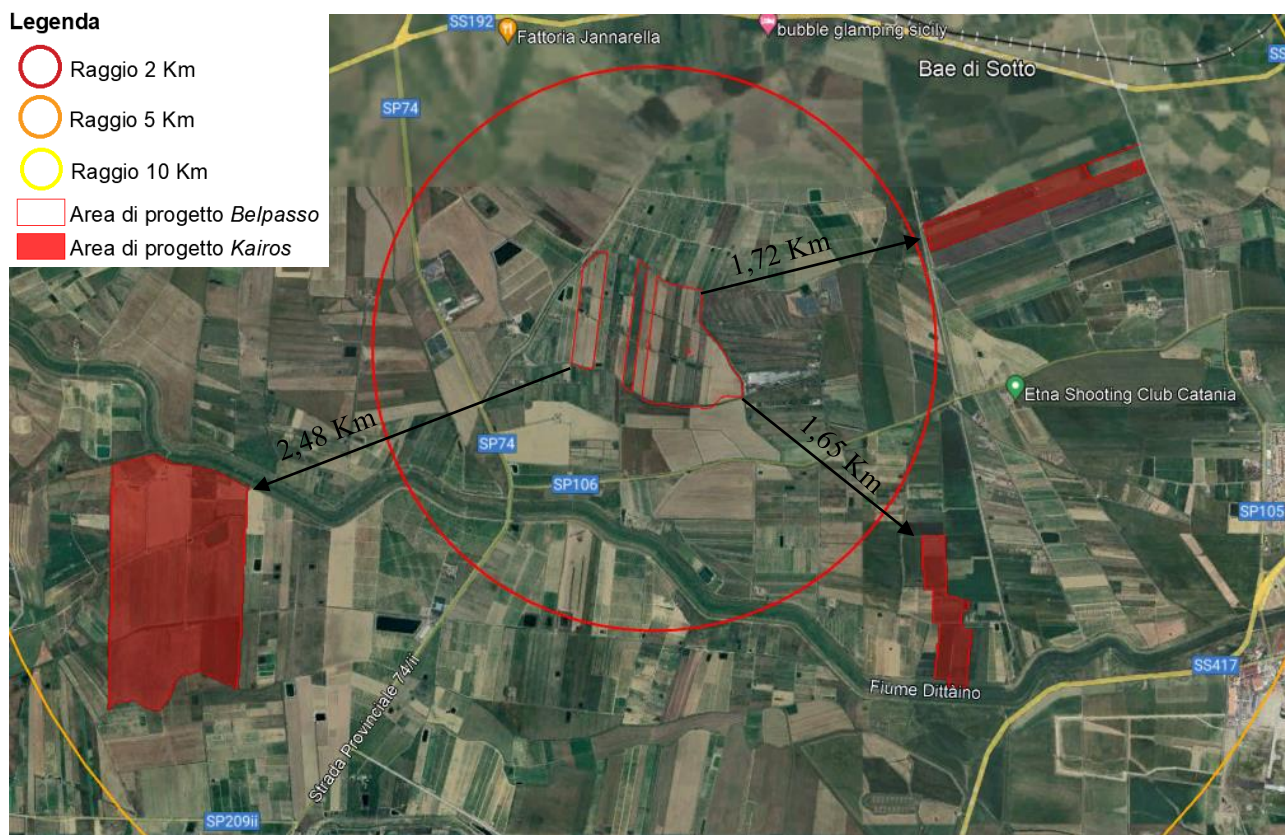 Legenda
Raggio 2 Km
Raggio 5 Km
Raggio 10 Km
Area di progetto Belpasso
Area di progetto Kairos
SS192
Fattoria Jannarella
bubble glamping sicily
Bae di Sotto
SS
SP74
1,72 Km
Etna Shooting Club Catania
2,48 Km
SP74
1,65 Km
SP106
SP105
SS417
Fiume Dittàino
Strada Provinciale 74/ii
SP209ii